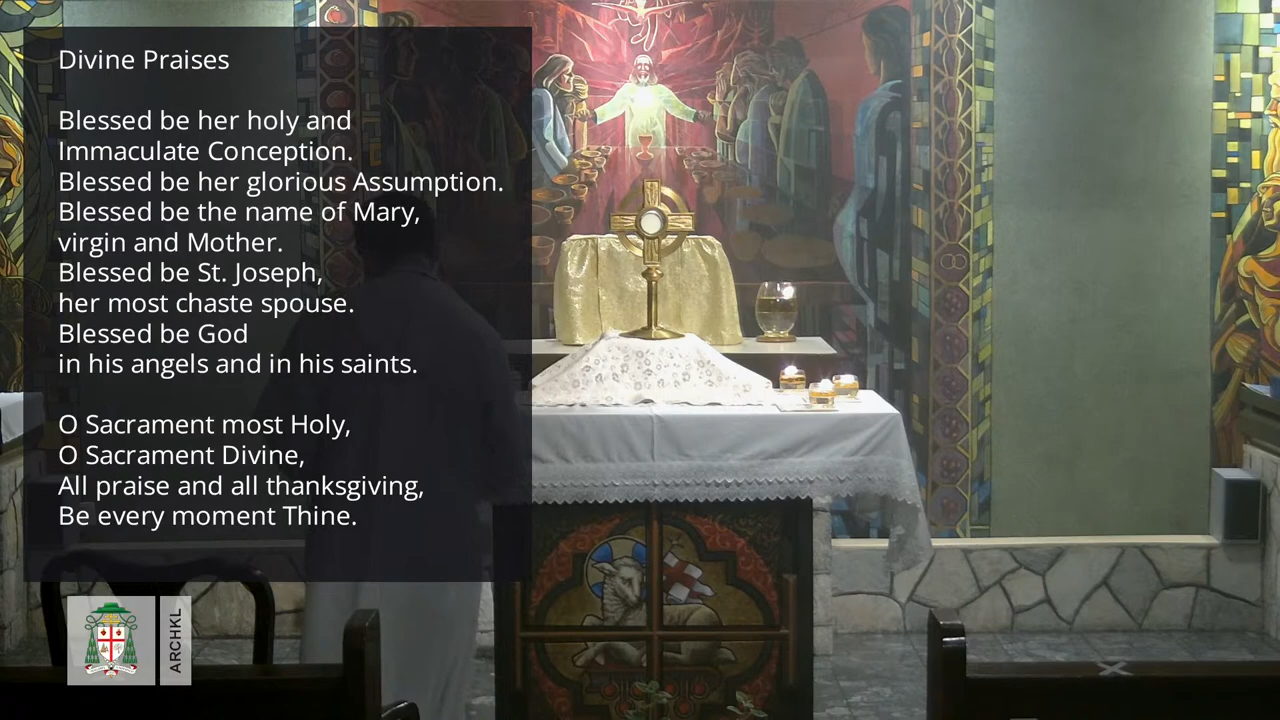 Divine Praises
Blessed be her holy and
Immaculate Conception.
Blessed be her glorious Assumption.
Blessed be the name of Mary,
virgin and Mother.
Blessed be St. Joseph,
her most chaste spouse.
Blessed be God
in his angels and in his saints.
O Sacrament most Holy,
O Sacrament Divine,
All praise and all thanksgiving,
Be every moment Thine.
ARCHKL